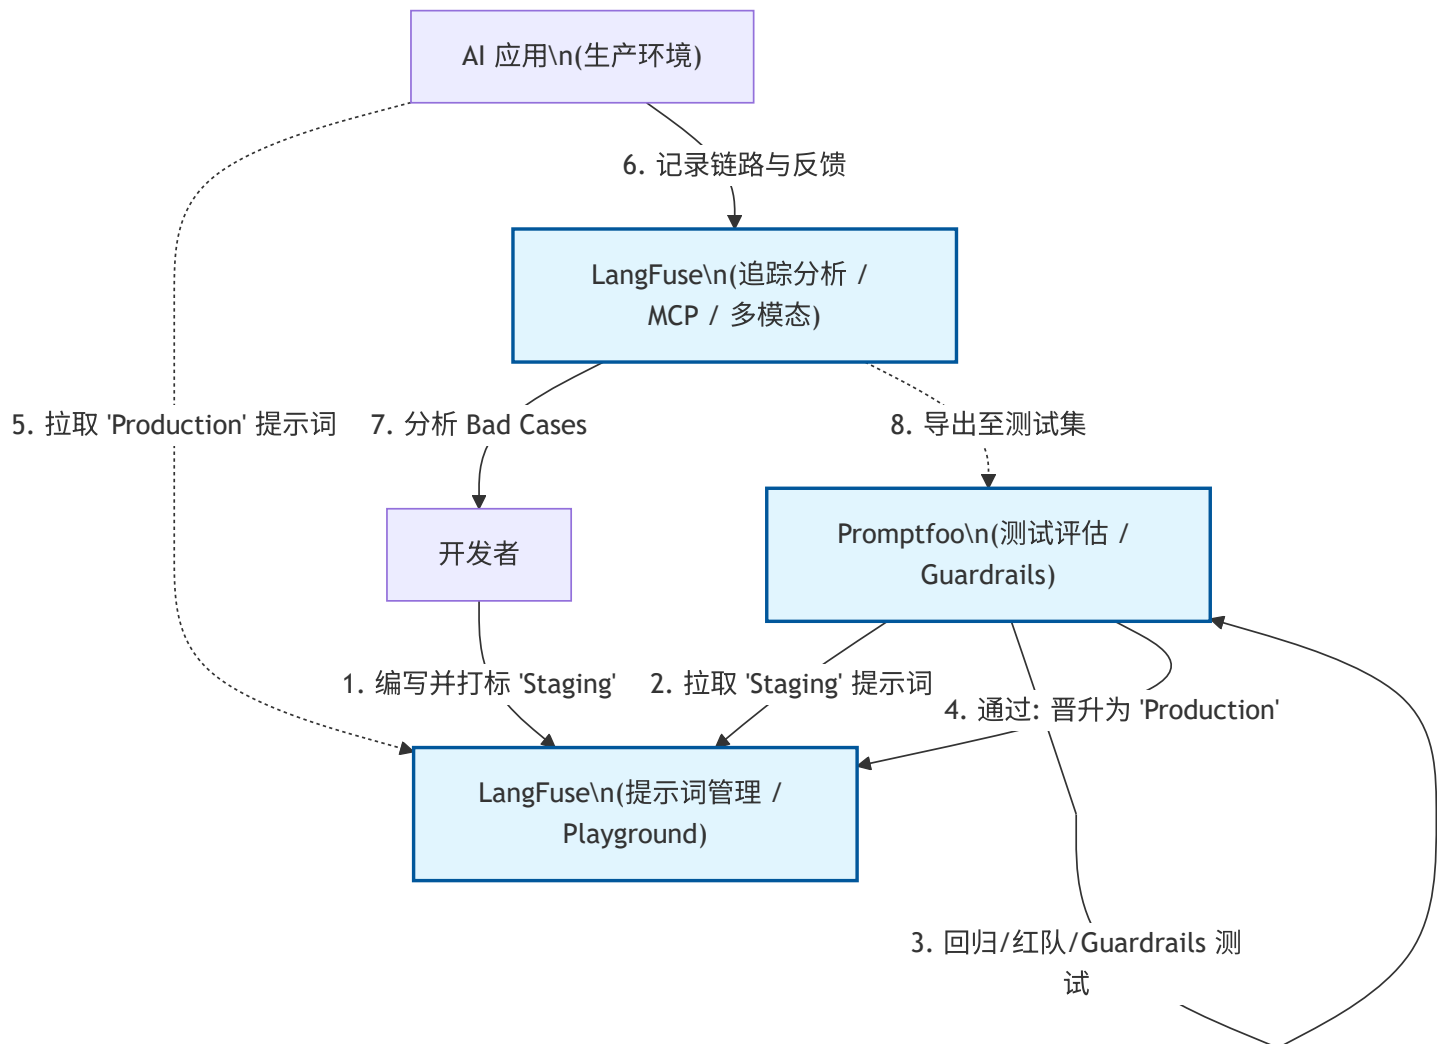 AI 应用\n(生产环境)
6. 记录链路与反馈
LangFuse\n(追踪分析 /
MCP / 多模态)
5. 拉取 'Production' 提示词
7. 分析 Bad Cases
8. 导出至测试集
开发者
Promptfoo\n(测试评估 /
Guardrails)
1. 编写并打标 'Staging'
2. 拉取 'Staging' 提示词
4. 通过: 晋升为 'Production'
LangFuse\n(提示词管理 /
Playground)
3. 回归/红队/Guardrails 测
试